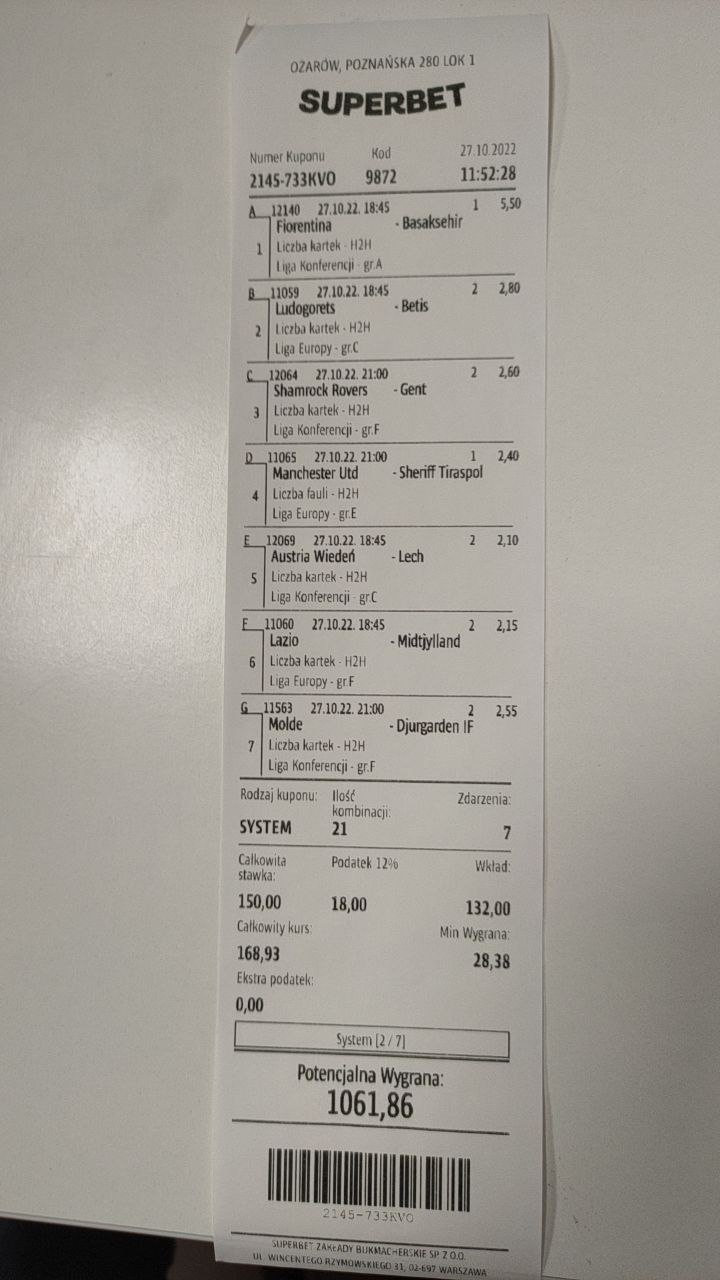 OŻARÓW, POZNAŃSKA 280 LOK 1
SUPERBET
Numer Kuponu Kod 27.10.2022
2145-733KVO 9872 11:52:28
A 12140 27.10.22. 18:45 1 5,50
Fiorentina - Basaksehir
1 Liczba kartek - H2H
Liga Konferencji - gr.A
B 11059 27.10.22. 18:45 2 2,80
Ludogorets - Betis
2 Liczba kartek - H2H
Liga Europy - gr.C
C 12064 27.10.22. 21:00 2 2,60
Shamrock Rovers - Gent
3 Liczba kartek - H2H
Liga Konferencji - gr.F
D 11065 27.10.22. 21:00 1 2,40
Manchester Utd - Sheriff Tiraspol
4 Liczba fauli - H2H
Liga Europy - gr.E
E 12069 27.10.22. 18:45 2 2,10
Austria Wiedeń - Lech
5 Liczba kartek - H2H
Liga Konferencji - gr.C
F 11060 27.10.22. 18:45 2 2,15
Lazio - Midtjylland
6 Liczba kartek - H2H
Liga Europy - gr.F
G 11563 27.10.22. 21:00 2 2,55
Molde - Djurgarden IF
7 Liczba kartek - H2H
Liga Konferencji - gr.F
Rodzaj kuponu: Ilość kombinacji: Zdarzenia:
SYSTEM 21 7
Całkowita stawka: Podatek 12% Wkład:
150,00 18,00 132,00
Całkowity kurs: Min Wygrana:
168,93 28,38
Ekstra podatek:
0,00
System [2 / 7]
Potencjalna Wygrana:
1061,86
2145-733KVO
SUPERBET ZAKŁADY BUKMACHERSKIE SP Z O.O.
UL. WINCENTEGO RZYMOWSKIEGO 31, 02-697 WARSZAWA